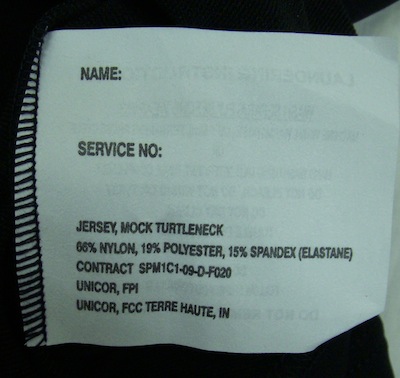 NAME:
SERVICE NO:
JERSEY, MOCK TURTLENECK
66% NYLON, 19% POLYESTER, 15% SPANDEX (ELASTANE)
CONTRACT SPM1C1-09-D-F020
UNICOR, FPI
UNICOR, FCC TERRE HAUTE, IN